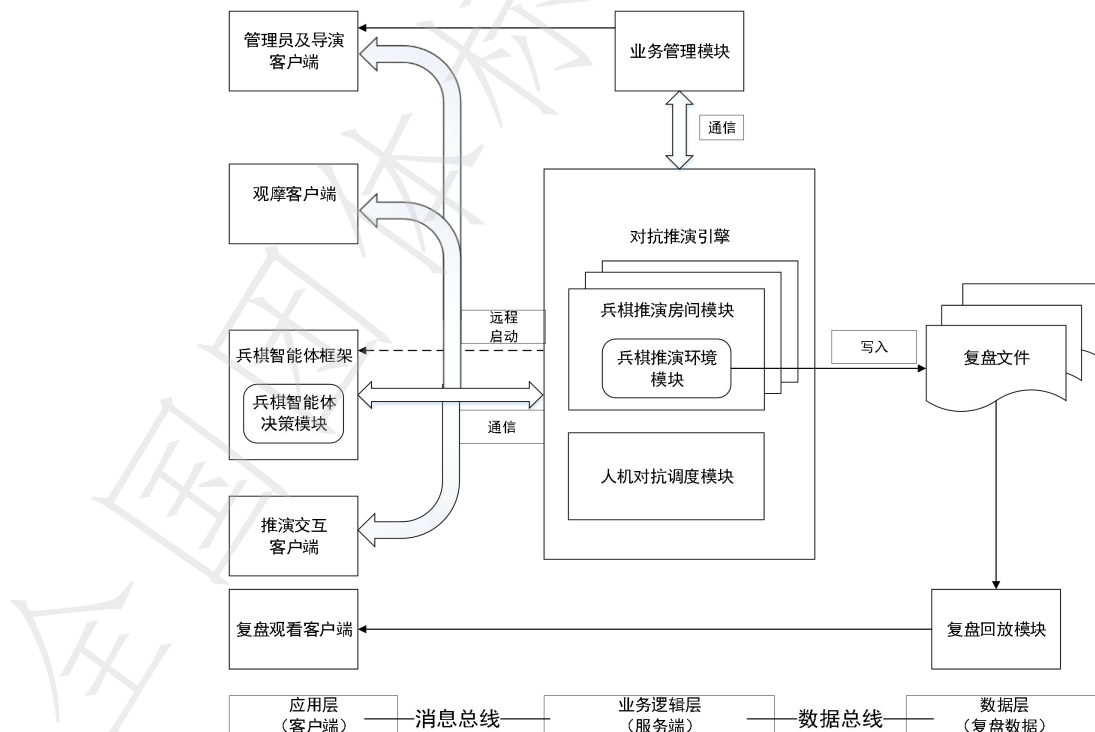 管理员及导演
客户端
业务管理模块
通信
观摩客户端
对抗推演引擎
兵棋推演房间模块
兵棋推演环境
模块
远程
启动
写入
复盘文件
兵棋智能体框架
兵棋智能体
决策模块
通信
人机对抗调度模块
推演交互
客户端
复盘观看客户端
复盘回放模块
应用层
（客户端）
消息总线
业务逻辑层
（服务端）
数据总线
数据层
（复盘数据）
全国团体标